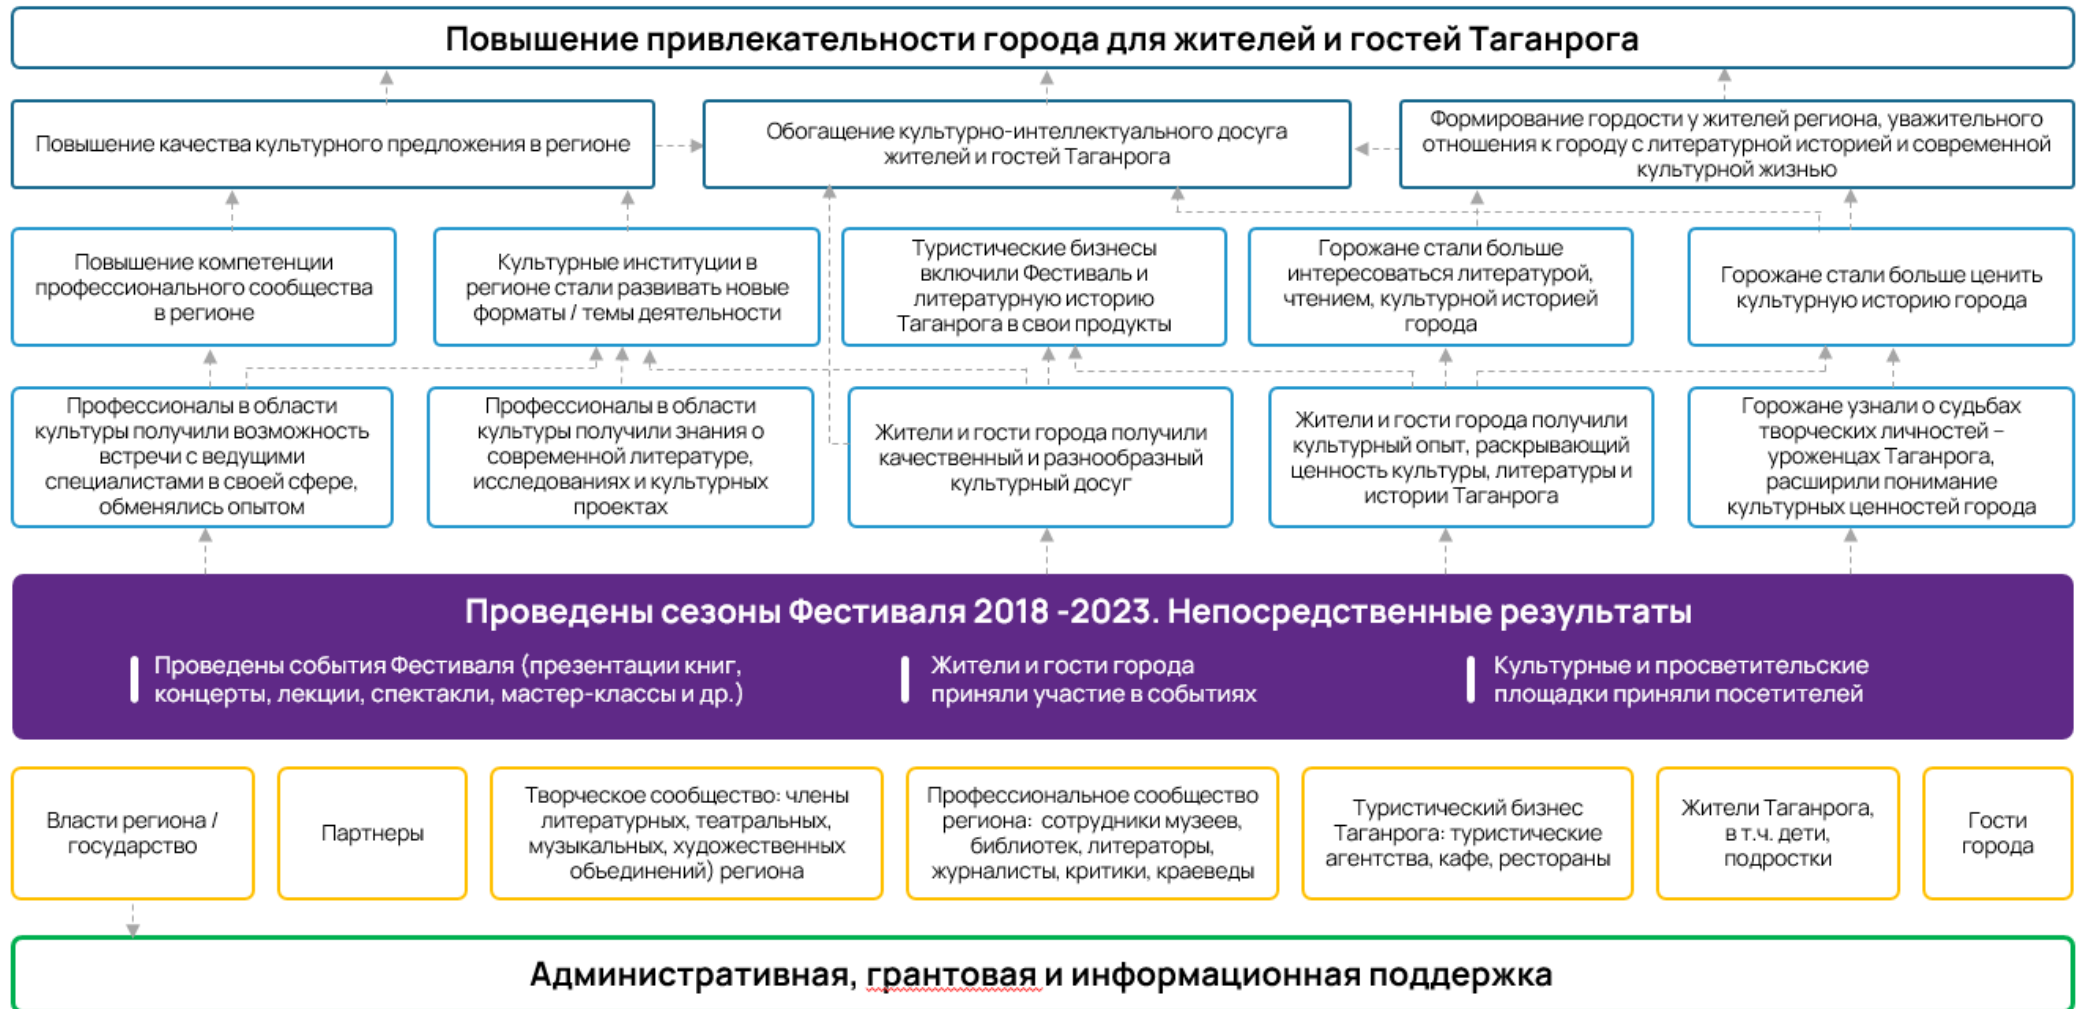 Повышение привлекательности города для жителей и гостей Таганрога
Повышение качества культурного предложения в регионе
Обогащение культурно-интеллектуального досуга
жителей и гостей Таганрога
Формирование гордости у жителей региона, уважительного
отношения к городу с литературной историей и современной
культурной жизнью
Повышение компетенции
профессионального сообщества
в регионе
Культурные институции в
регионе стали развивать новые
форматы / темы деятельности
Туристические бизнесы
включили Фестиваль и
литературную историю
Таганрога в свои продукты
Горожане стали больше
интересоваться литературой,
чтением, культурной историей
города
Горожане стали больше ценить
культурную историю города
Профессионалы в области
культуры получили возможность
встречи с ведущими
специалистами в своей сфере,
обменялись опытом
Профессионалы в области
культуры получили знания о
современной литературе,
исследованиях и культурных
проектах
Жители и гости города получили
качественный и разнообразный
культурный досуг
Жители и гости города получили
культурный опыт, раскрывающий
ценность культуры, литературы и
истории Таганрога
Горожане узнали о судьбах
творческих личностей –
уроженцах Таганрога,
расширили понимание
культурных ценностей города
Проведены сезоны Фестиваля 2018 -2023. Непосредственные результаты
Проведены события Фестиваля (презентации книг,
концерты, лекции, спектакли, мастер-классы и др.)
Жители и гости города
приняли участие в событиях
Культурные и просветительские
площадки приняли посетителей
Власти региона /
государство
Партнеры
Творческое сообщество: члены
литературных, театральных,
музыкальных, художественных
объединений) региона
Профессиональное сообщество
региона:  сотрудники музеев,
библиотек, литераторы,
журналисты, критики, краеведы
Туристический бизнес
Таганрога: туристические
агентства, кафе, рестораны
Жители Таганрога,
в т.ч. дети,
подростки
Гости
города
Административная, грантовая и информационная поддержка